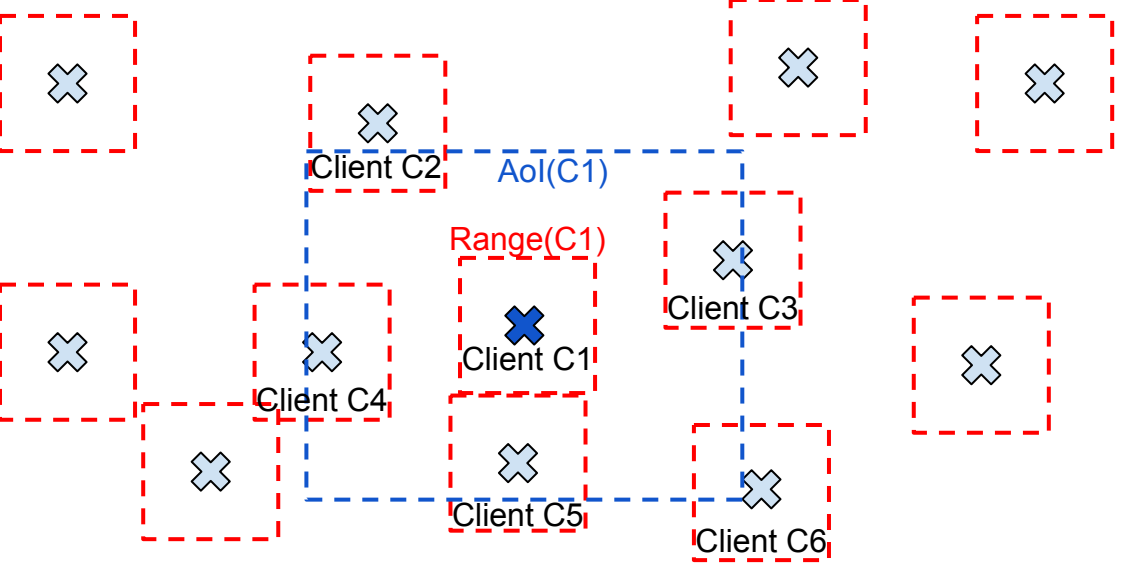 Client C2
AoI(C1)
Range(C1)
Client C3
Client C1
Client C4
Client C5
Client C6